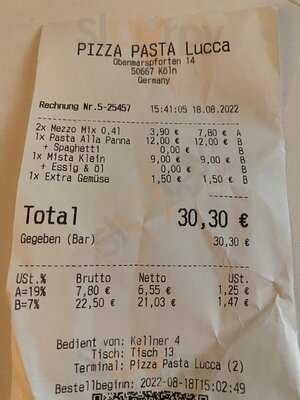 PIZZA PASTA Lucca
Obenmarspforten 14
50667 Köln
Germany
Rechnung Nr.5-25457 15:41:05 18.08.2022
2x Mezzo Mix 0,4l 3,90 € 7,80 € A
1x Pasta Alla Panna 12,00 € 12,00 € B
+ Spaghetti 0,00 € B
1x Mista Klein 9,00 € 9,00 € B
+ Essig & öl 0,00 € B
1x Extra Gemüse 1,50 € 1,50 € B
Total 30,30 €
Gegeben (Bar) 30,30 €
USt.% Brutto Netto USt.
A=19% 7,80 € 6,55 € 1,25 €
B=7% 22,50 € 21,03 € 1,47 €
Bedient von: Kellner 4
Tisch: Tisch 13
Terminal: Pizza Pasta Lucca (2)
Bestellbeginn: 2022-08-18T15:02:49